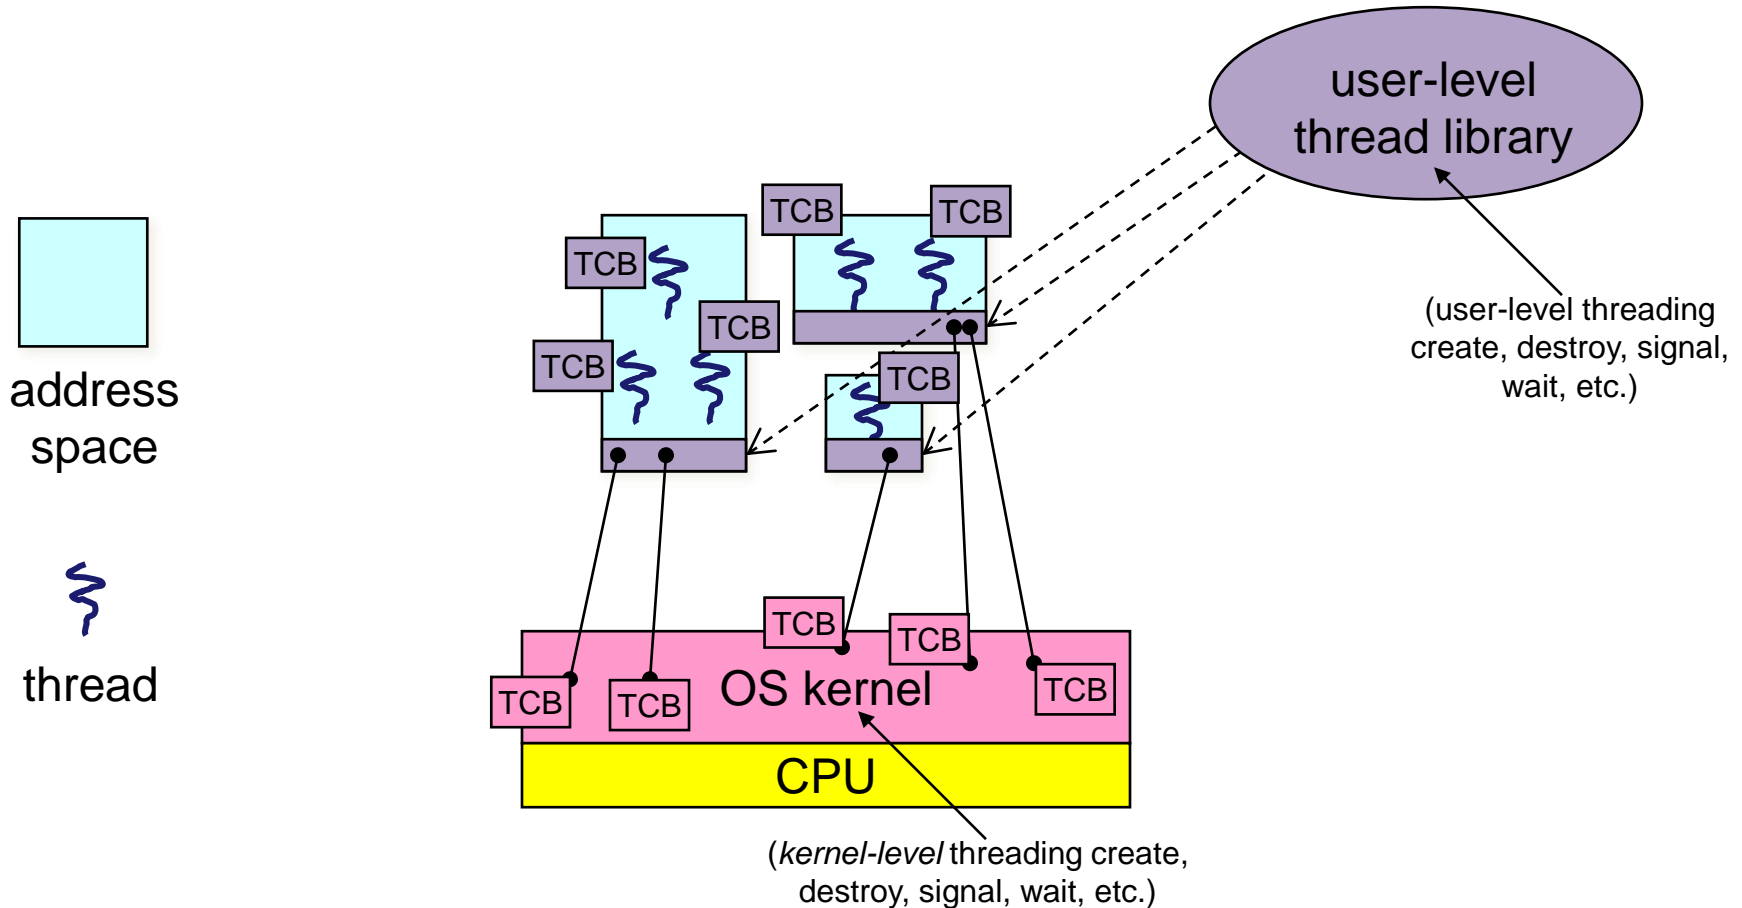 user-level
thread library
TCB
TCB
TCB
TCB
TCB
TCB
(user-level threading
create, destroy, signal,
wait, etc.)
address
space
thread
TCB
TCB
TCB
TCB
TCB
OS kernel
CPU
(kernel-level threading create,
destroy, signal, wait, etc.)